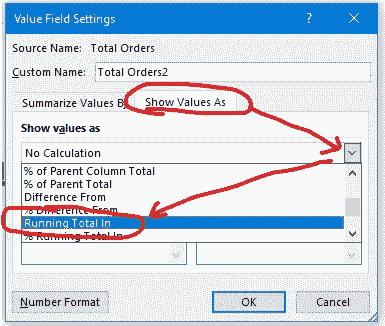 Value Field Settings ? ×
Source Name: Total Orders
Custom Name: Total Orders2
Summarize Values By Show Values As
Show values as
No Calculation
% of Parent Column Total
% of Parent Total
Difference From
% Difference From
Running Total In
% Running Total In
Number Format OK Cancel